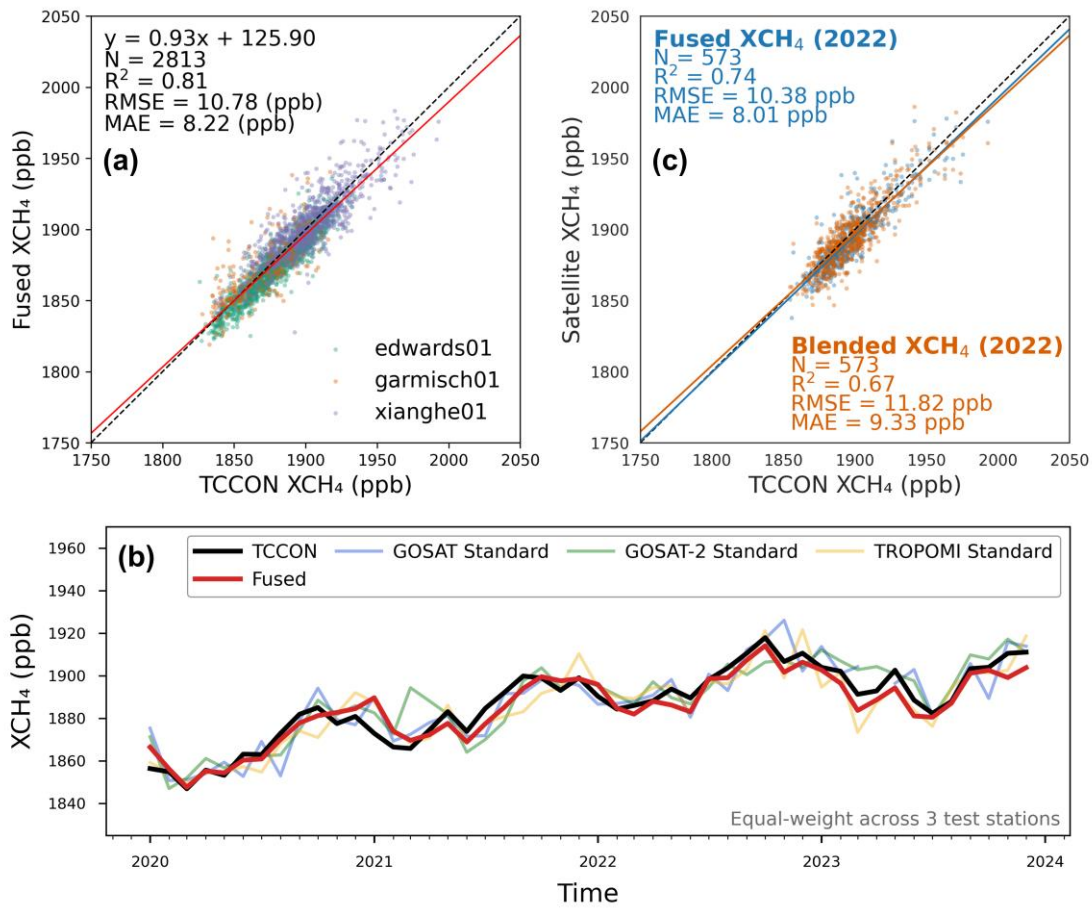 2050
2000
1950
1900
1850
1800
1750
Fused XCH₄ (ppb)
y = 0.93x + 125.90
N = 2813
R² = 0.81
RMSE = 10.78 (ppb)
MAE = 8.22 (ppb)
(a)
edwards01
garmisch01
xianghe01
1750 1800 1850 1900 1950 2000 2050
TCCON XCH₄ (ppb)
2050
2000
1950
1900
1850
1800
1750
Satellite XCH₄ (ppb)
Fused XCH₄ (2022)
N = 573
R² = 0.74
RMSE = 10.38 ppb
MAE = 8.01 ppb
(c)
Blended XCH₄ (2022)
N = 573
R² = 0.67
RMSE = 11.82 ppb
MAE = 9.33 ppb
1750 1800 1850 1900 1950 2000 2050
TCCON XCH₄ (ppb)
(b)
TCCON GOSAT Standard GOSAT-2 Standard TROPOMI Standard
Fused
1960
1940
1920
1900
1880
1860
1840
XCH₄ (ppb)
Equal-weight across 3 test stations
2020 2021 2022 2023 2024
Time